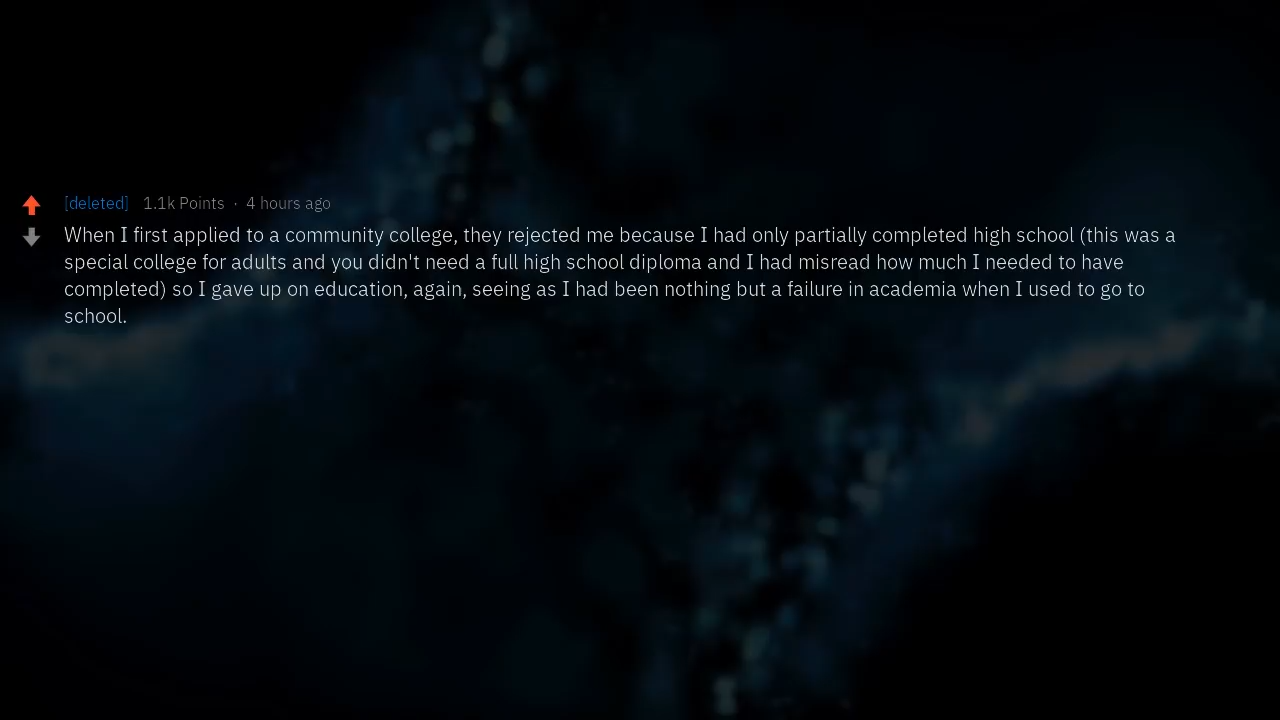 [deleted] 1.1k Points · 4 hours ago
When I first applied to a community college, they rejected me because I had only partially completed high school (this was a
special college for adults and you didn't need a full high school diploma and I had misread how much I needed to have
completed) so I gave up on education, again, seeing as I had been nothing but a failure in academia when I used to go to
school.